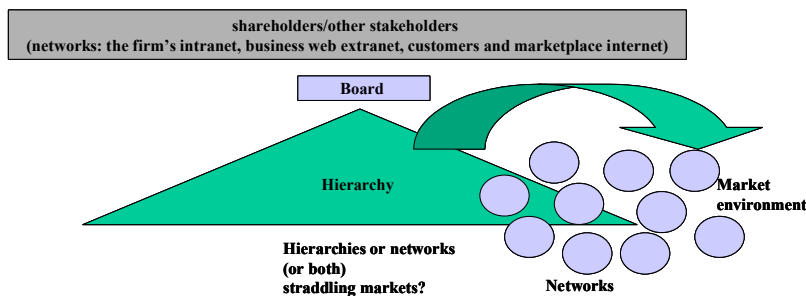 shareholders/other stakeholders
(networks: the firm's intranet, business web extranet, customers and marketplace internet)
Board
Hierarchy
Market
environment
Hierarchies or networks
(or both)
straddling markets?
Networks